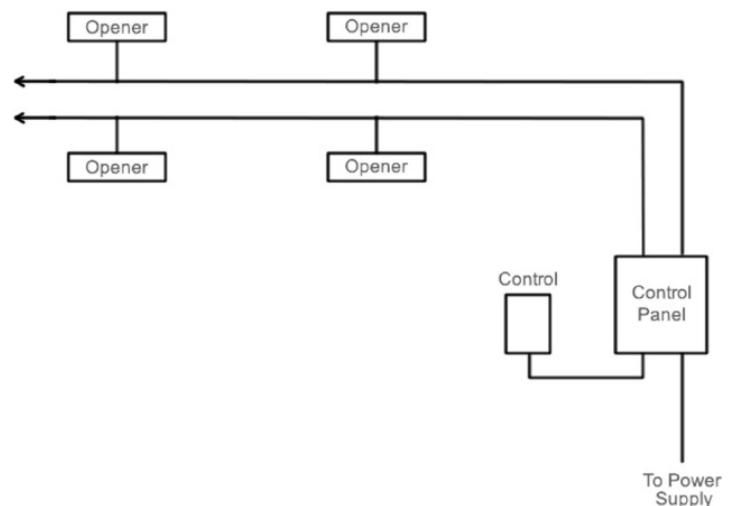 Opener
Opener
Opener
Opener
Control
Control
Panel
To Power
Supply